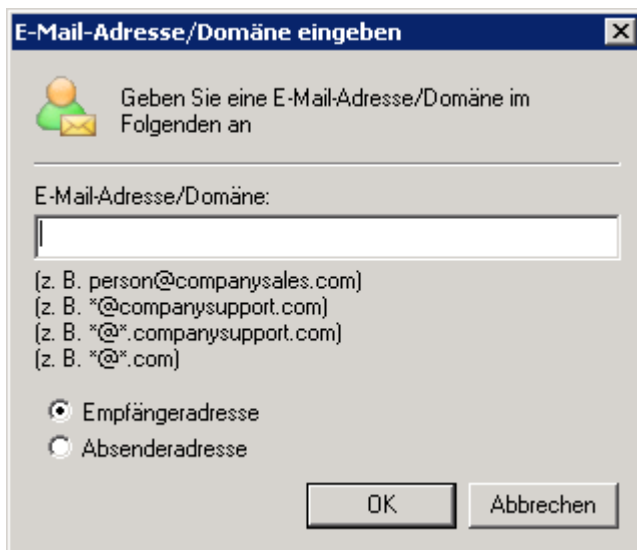 E-Mail-Adresse/Domäne eingeben
Geben Sie eine E-Mail-Adresse/Domäne im
Folgenden an
E-Mail-Adresse/Domäne:
(z. B. person@companysales.com)
(z. B. *@companysupport.com)
(z. B. *@*.companysupport.com)
(z. B. *@*.com)
Empfängeradresse
Absenderadresse
OK
Abbrechen